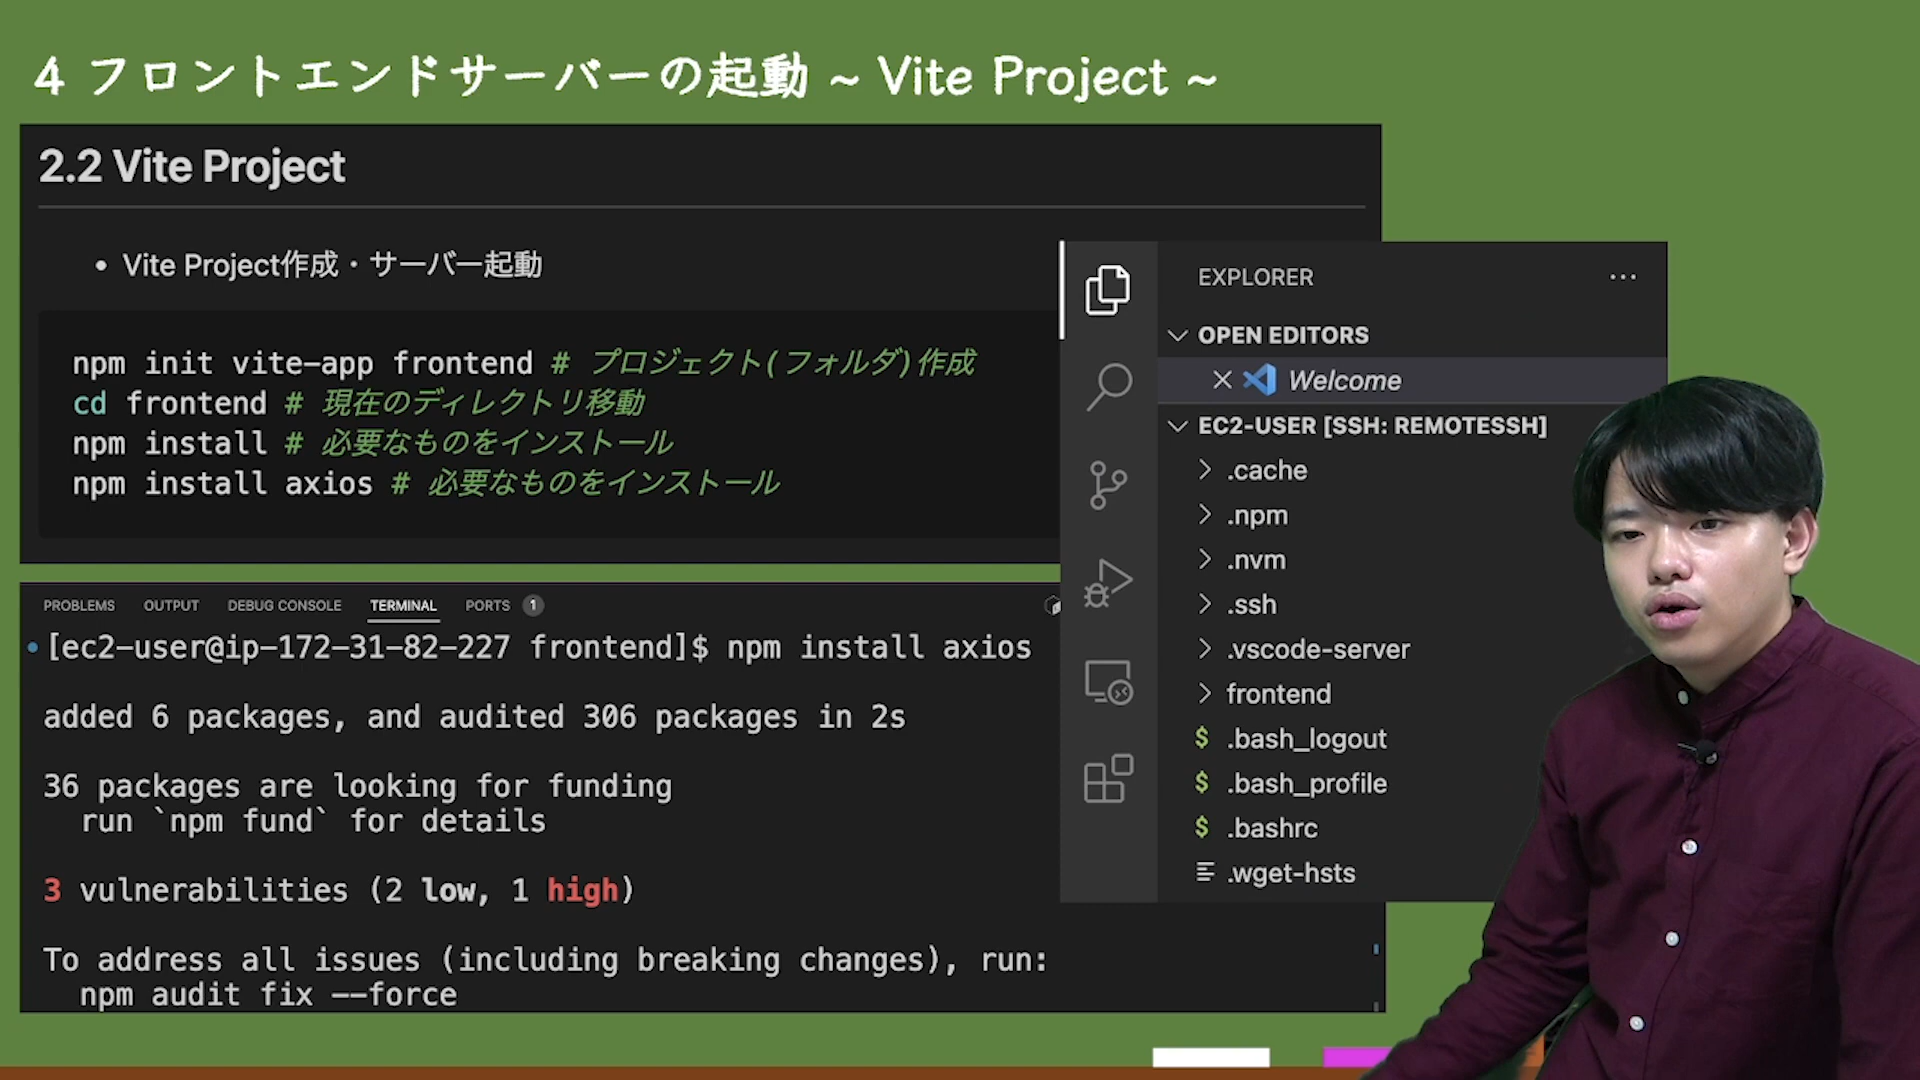 4 フロントエンドサーバーの起動 ~ Vite Project ~
2.2 Vite Project
• Vite Project作成・サーバー起動
npm init vite-app frontend # プロジェクト(フォルダ)作成
cd frontend # 現在のディレクトリ移動
npm install # 必要なものをインストール
npm install axios # 必要なものをインストール
PROBLEMS OUTPUT DEBUG CONSOLE TERMINAL PORTS 1
[ec2-user@ip-172-31-82-227 frontend]$ npm install axios
added 6 packages, and audited 306 packages in 2s
36 packages are looking for funding
run `npm fund` for details
3 vulnerabilities (2 low, 1 high)
To address all issues (including breaking changes), run:
npm audit fix --force
EXPLORER ···
OPEN EDITORS
Welcome
EC2-USER [SSH: REMOTESSH]
.cache
.npm
.nvm
.ssh
.vscode-server
frontend
$ .bash_logout
$ .bash_profile
$ .bashrc
.wget-hsts